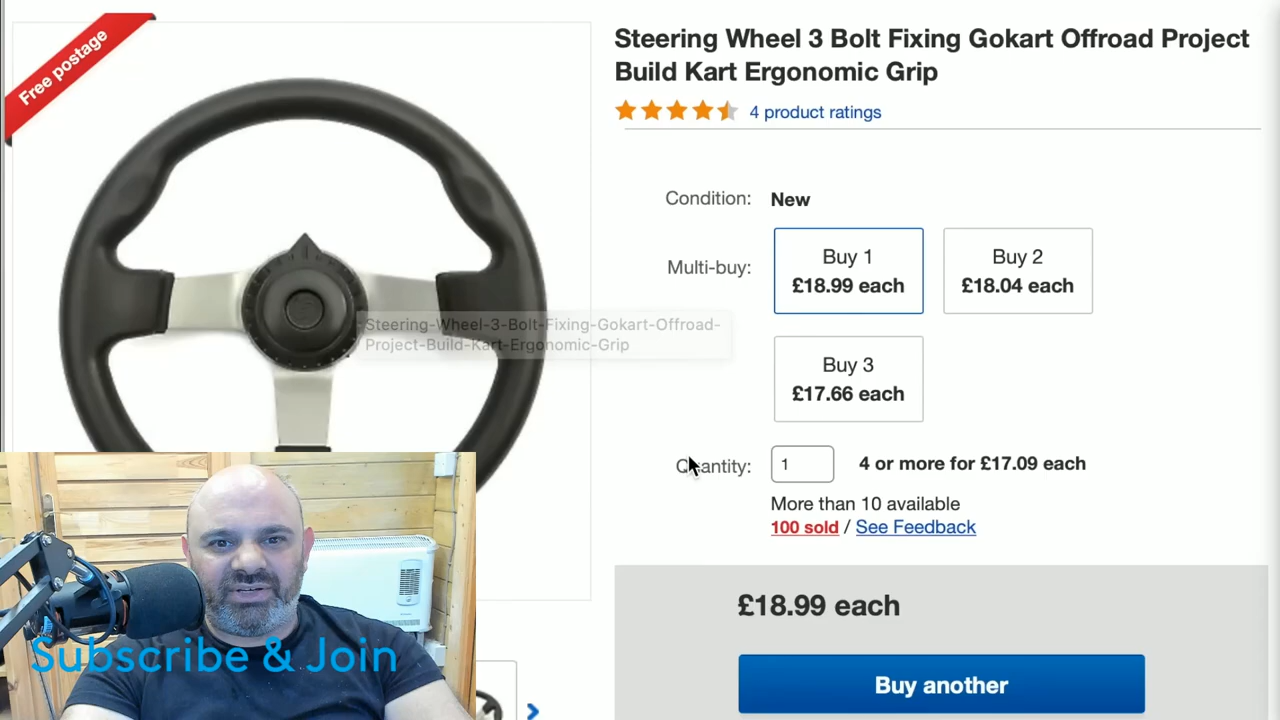 Free postage
Steering Wheel 3 Bolt Fixing Gokart Offroad Project
Build Kart Ergonomic Grip
4 product ratings
Condition: New
Multi-buy:
Buy 1
£18.99 each
Buy 2
£18.04 each
Steering-Wheel-3-Bolt-Fixing-Gokart-Offroad-
Project-Build-Kart-Ergonomic-Grip
Buy 3
£17.66 each
Quantity: 1 4 or more for £17.09 each
More than 10 available
100 sold / See Feedback
£18.99 each
Buy another
Subscribe & Join